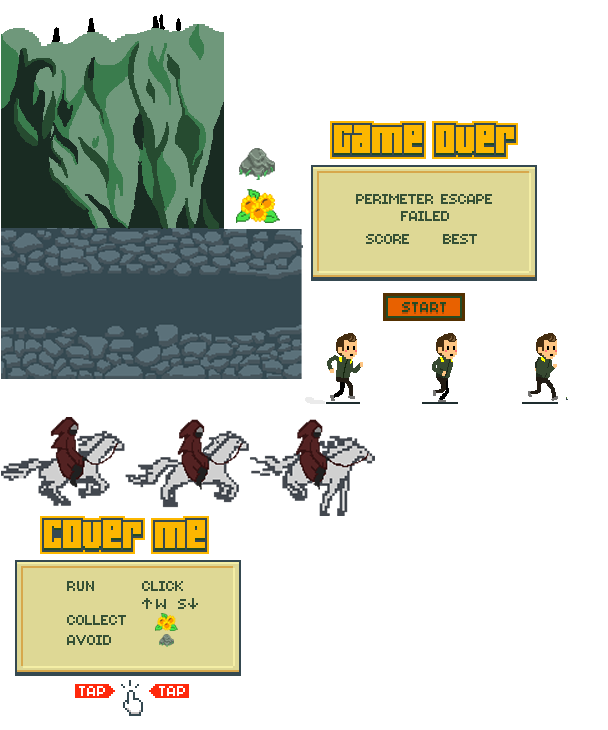 Game Over
PERIMETER ESCAPE
FAILED
SCORE BEST
START
Cover me
RUN CLICK
↑W S↓
COLLECT
AVOID
TAP TAP